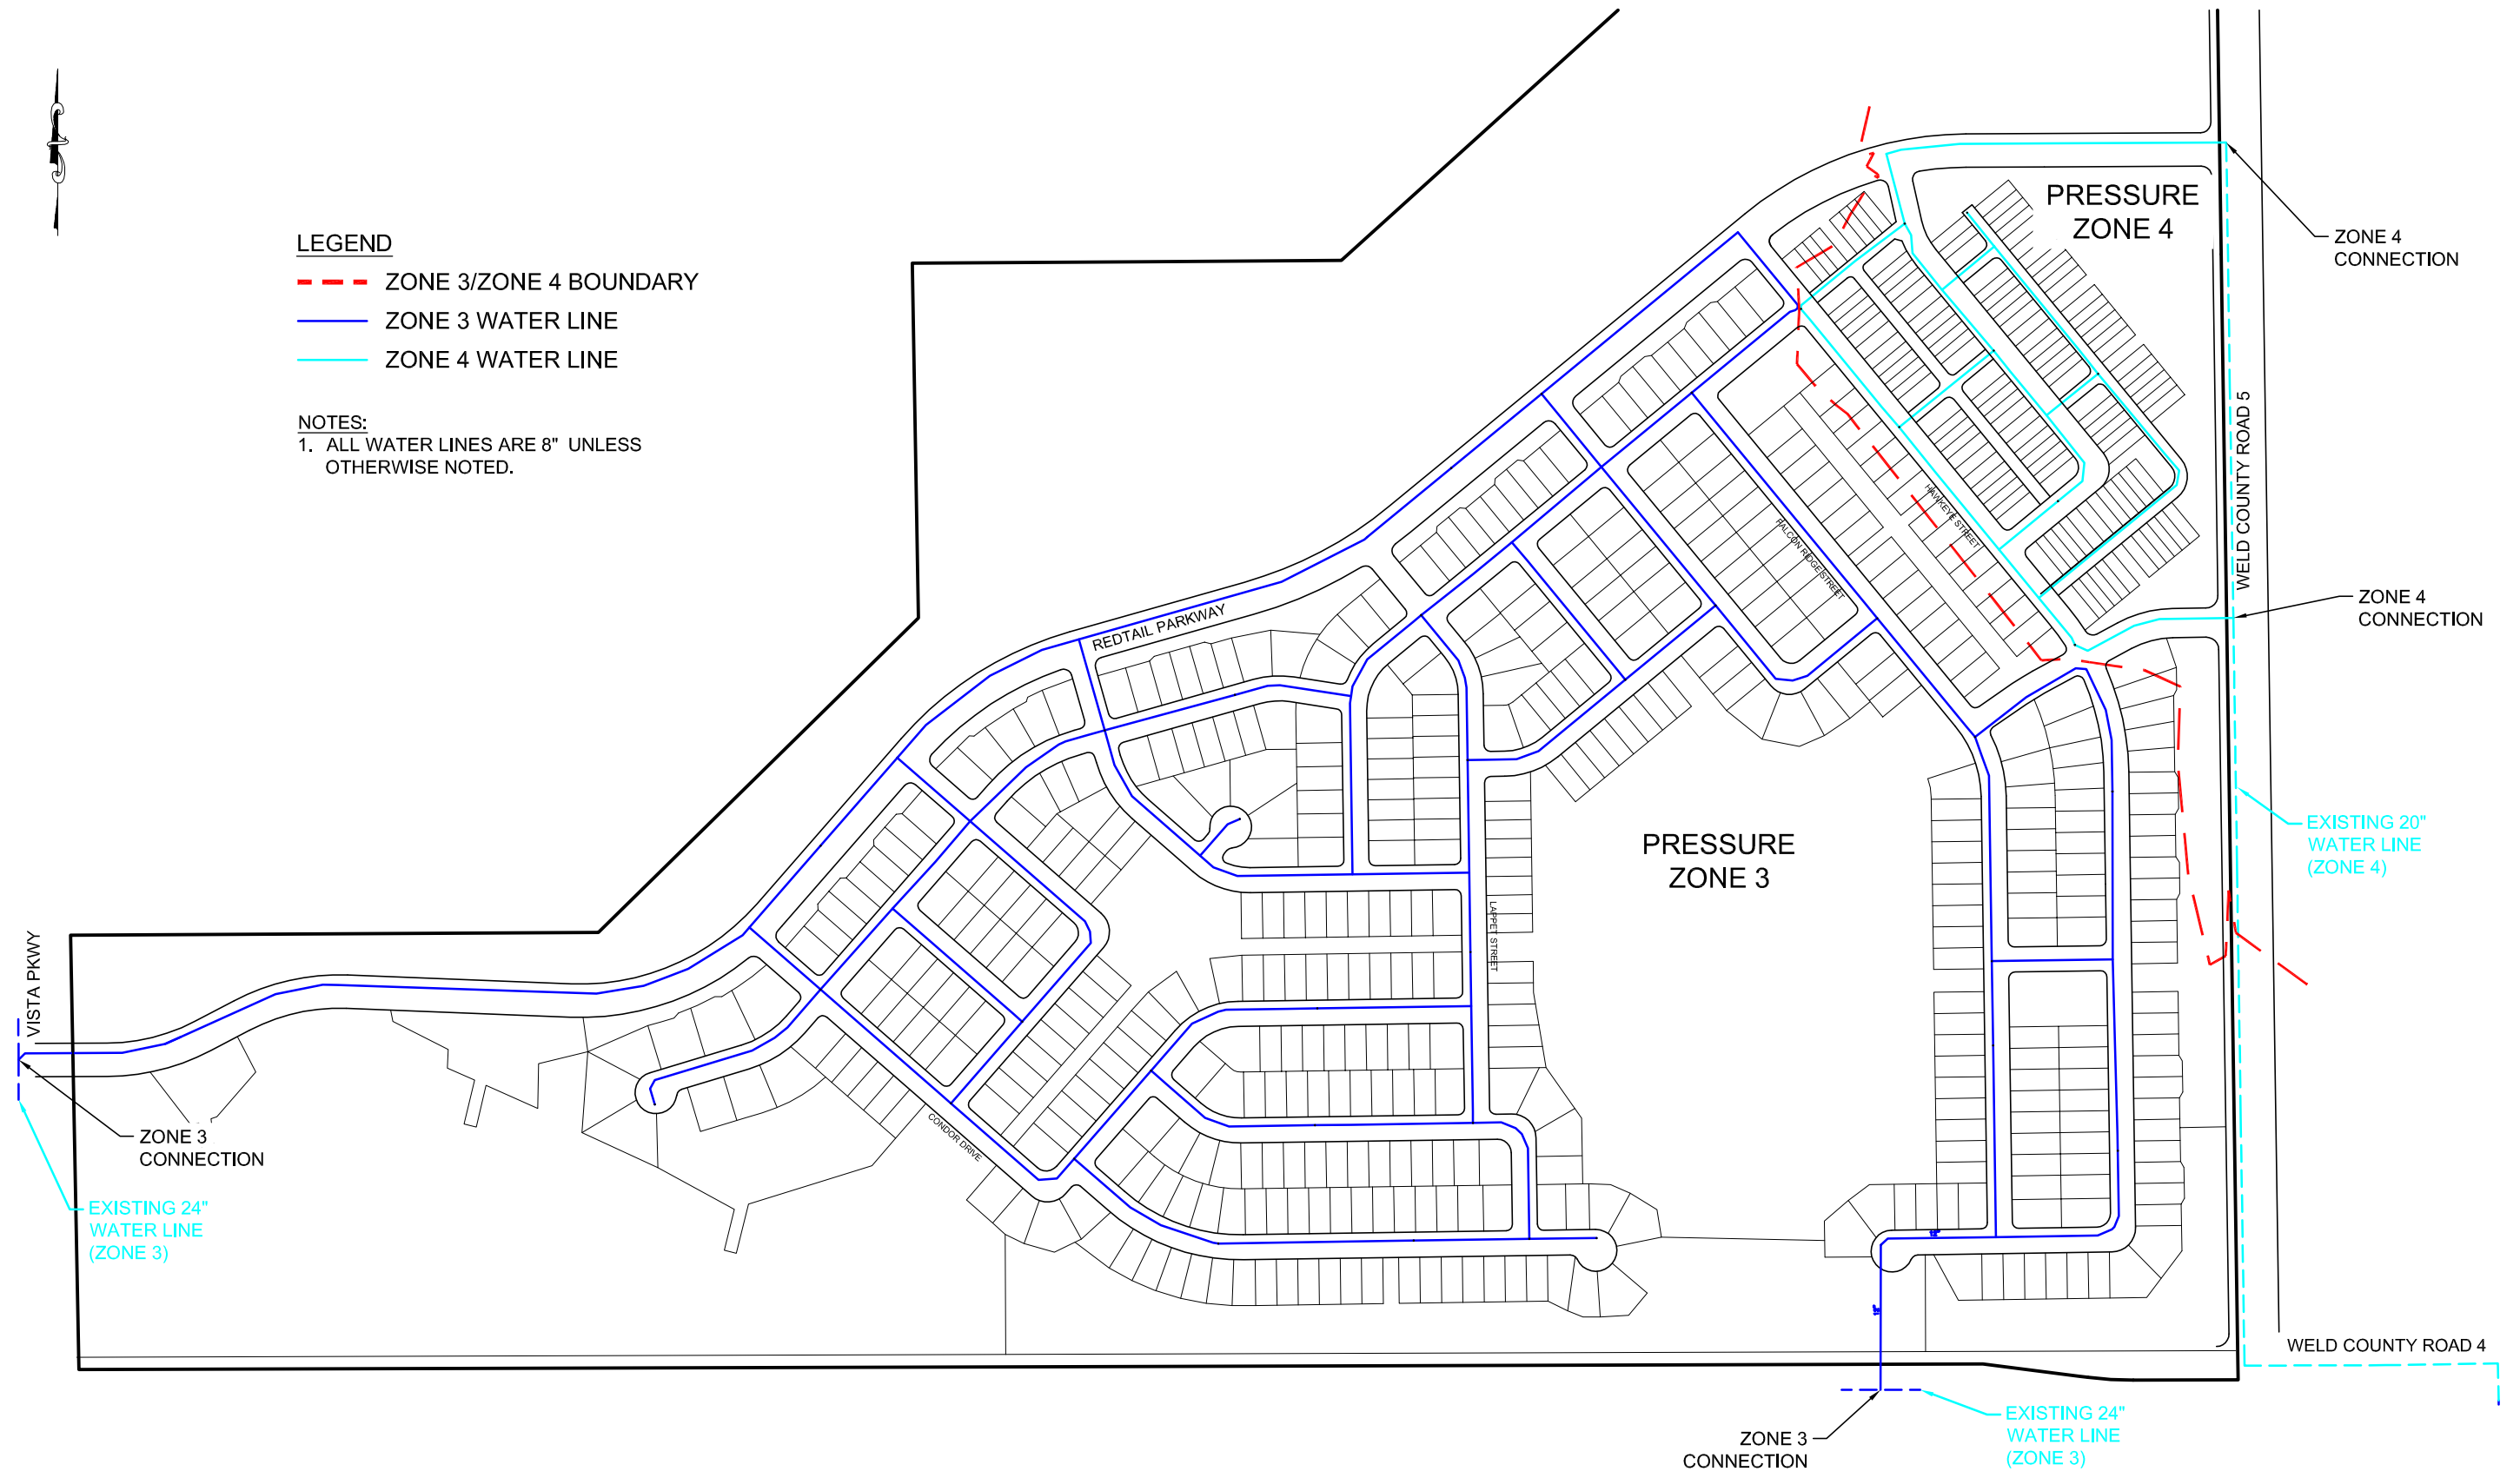 LEGEND
ZONE 3/ZONE 4 BOUNDARY
ZONE 3 WATER LINE
ZONE 4 WATER LINE
NOTES:
1. ALL WATER LINES ARE 8" UNLESS
OTHERWISE NOTED.
PRESSURE
ZONE 4
ZONE 4
CONNECTION
WELD COUNTY ROAD 5
HAWKEYE STREET
FALCON RIDGE STREET
ZONE 4
CONNECTION
REDTAIL PARKWAY
EXISTING 20"
WATER LINE
(ZONE 4)
PRESSURE
ZONE 3
LAPPET STREET
VISTA PKWY
ZONE 3
CONNECTION
CONDOR DRIVE
EXISTING 24"
WATER LINE
(ZONE 3)
WELD COUNTY ROAD 4
EXISTING 24"
WATER LINE
(ZONE 3)
ZONE 3
CONNECTION